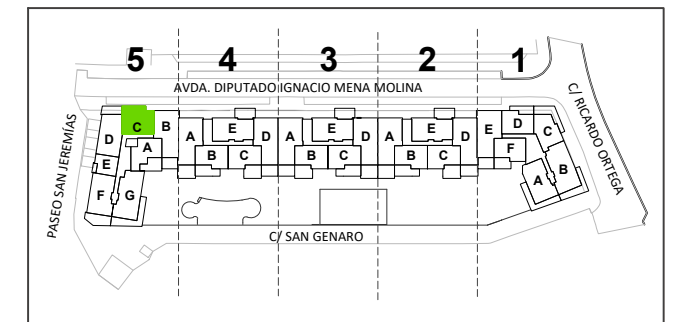 5 4 3 2 1
AVDA. DIPUTADO IGNACIO MENA MOLINA
C/ RICARDO ORTEGA
PASEO SAN JEREMÍAS
D C B A E F G
A E D B C
A E D B C
A E D B C
E D C F A B
C/ SAN GENARO